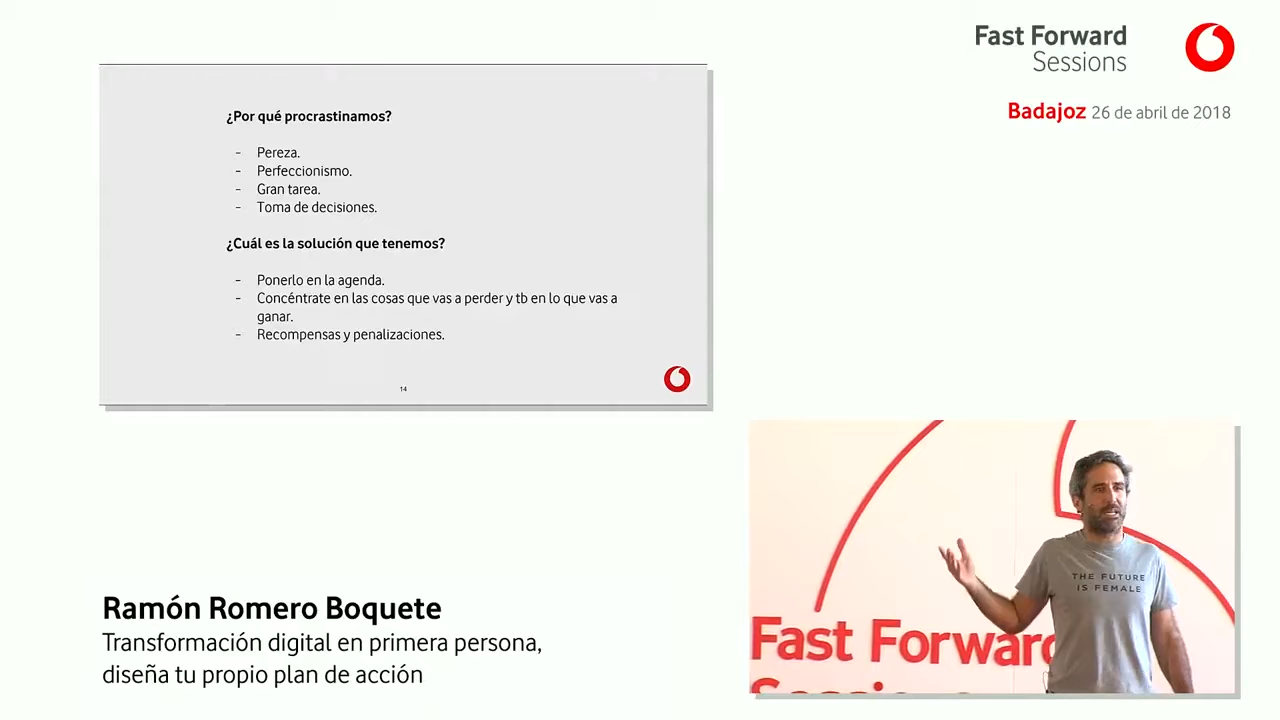 Fast Forward
Sessions
Badajoz 26 de abril de 2018
¿Por qué procrastinamos?
- Pereza.
- Perfeccionismo.
- Gran tarea.
- Toma de decisiones.
¿Cuál es la solución que tenemos?
- Ponerlo en la agenda.
- Concéntrate en las cosas que vas a perder y tb en lo que vas a
ganar.
- Recompensas y penalizaciones.
14
THE FUTURE
IS FEMALE
Fast Forward
Ramón Romero Boquete
Transformación digital en primera persona,
diseña tu propio plan de acción